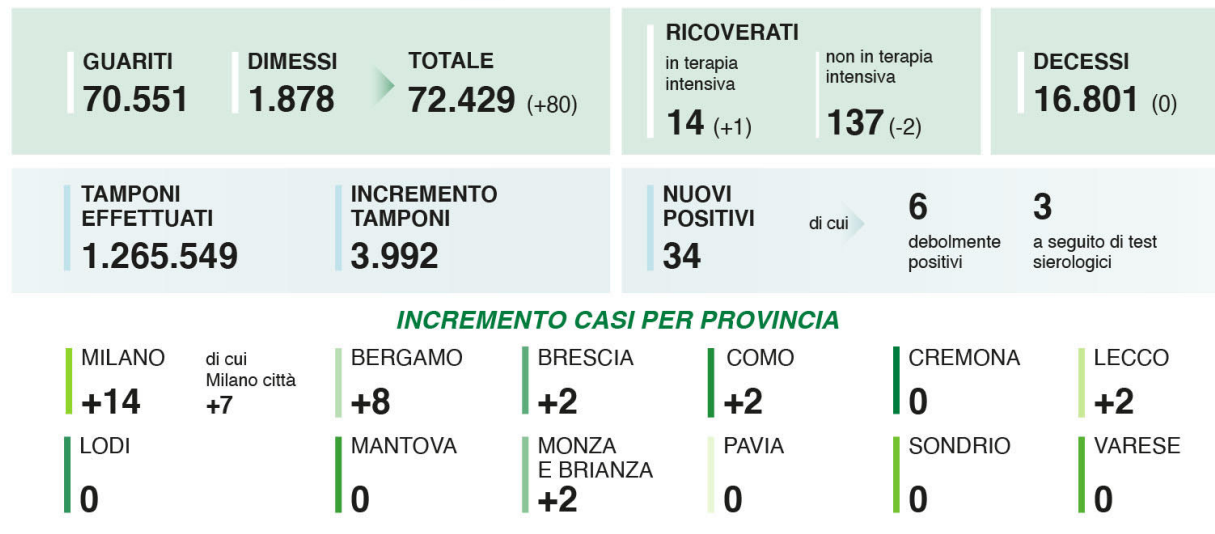 GUARITI
70.551
DIMESSI
1.878
TOTALE
72.429 (+80)
RICOVERATI
in terapia
intensiva
14 (+1)
non in terapia
intensiva
137 (-2)
DECESSI
16.801 (0)
TAMPONI
EFFETTUATI
1.265.549
INCREMENTO
TAMPONI
3.992
NUOVI
POSITIVI
34
di cui
6
debolmente
positivi
3
a seguito di test
sierologici
INCREMENTO CASI PER PROVINCIA
MILANO
+14
di cui
Milano città
+7
BERGAMO
+8
BRESCIA
+2
COMO
+2
CREMONA
0
LECCO
+2
LODI
0
MANTOVA
0
MONZA
E BRIANZA
+2
PAVIA
0
SONDRIO
0
VARESE
0